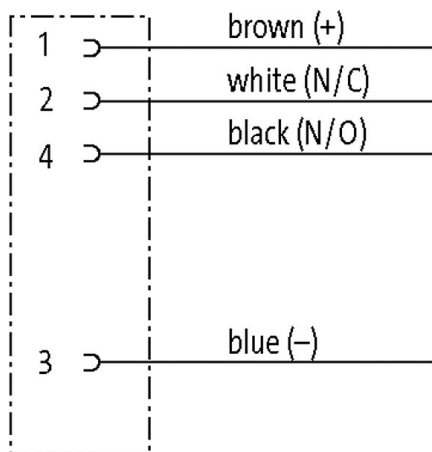 1 brown (+)
2 white (N/C)
4 black (N/O)
3 blue (–)